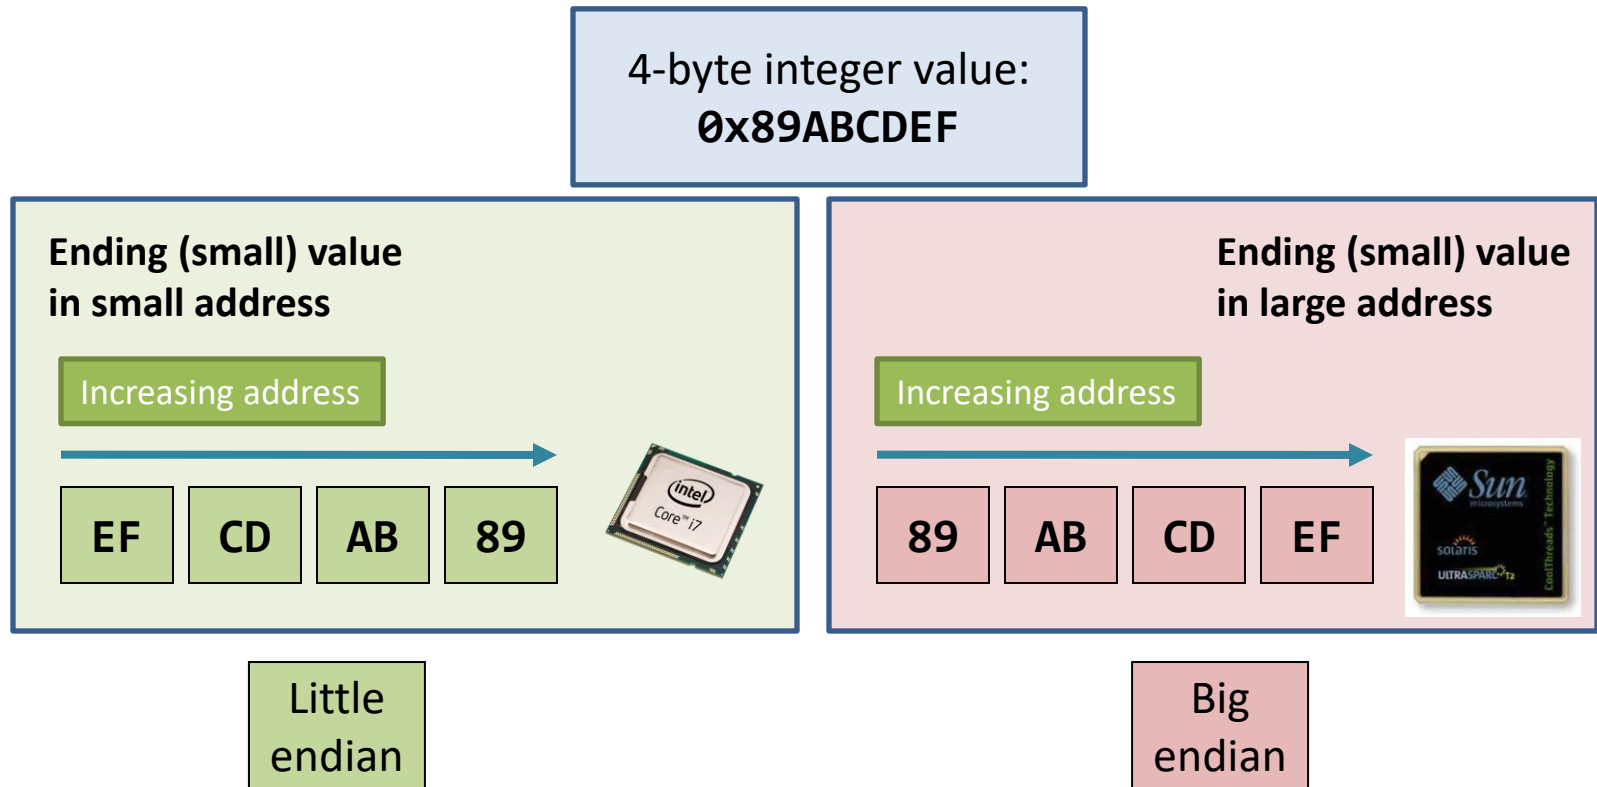 4-byte integer value:
0x89ABCDEF
Ending (small) value
in small address
Increasing address
EF CD AB 89
intel
Core™ i7
Little
endian
Ending (small) value
in large address
Increasing address
89 AB CD EF
Sun
microsystems
solaris
ULTRASPARC T2
CoolThreads™ Technology
Big
endian